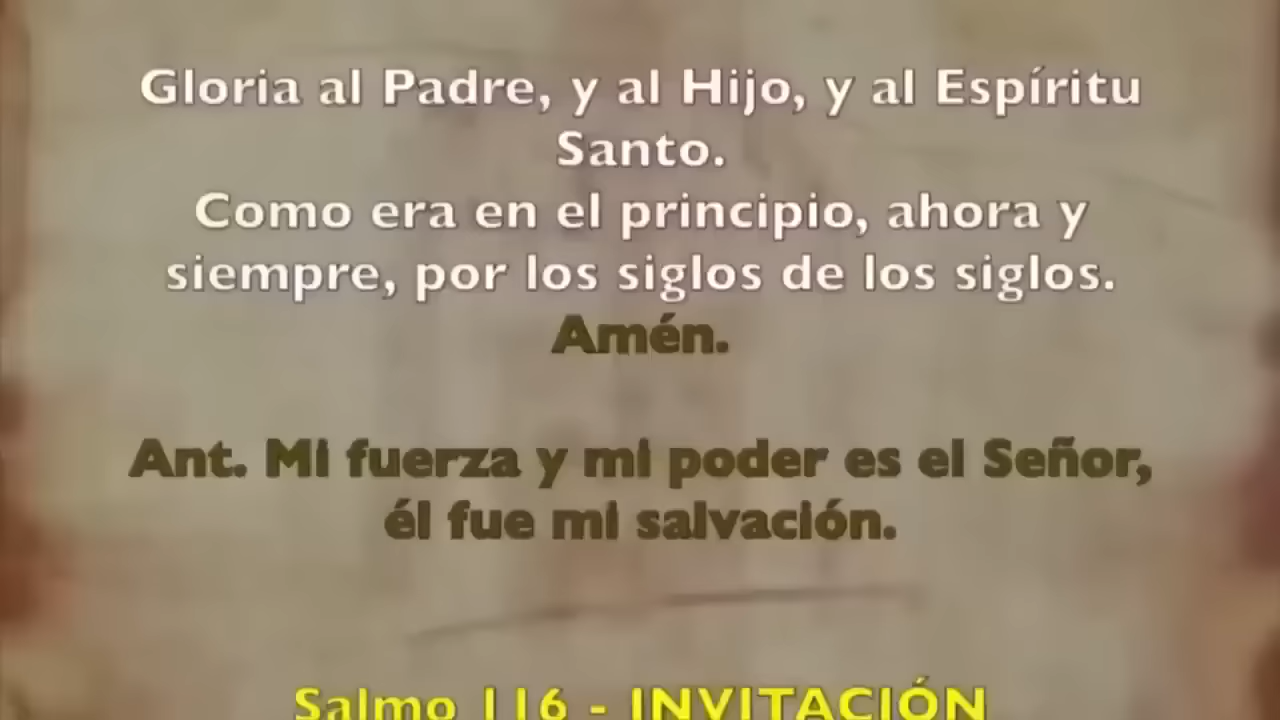 Gloria al Padre, y al Hijo, y al Espíritu
Santo.
Como era en el principio, ahora y
siempre, por los siglos de los siglos.
Amén.
Ant. Mi fuerza y mi poder es el Señor,
él fue mi salvación.
Salmo 116 - INVITACIÓN